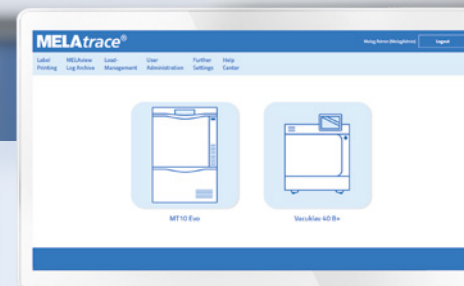 MELAtrace®
Logout
Label Printing
MELAview Log Archive
Load-Management
User Administration
Further Settings
Help Center
MT10 Evo
Vacuklav 40 B+